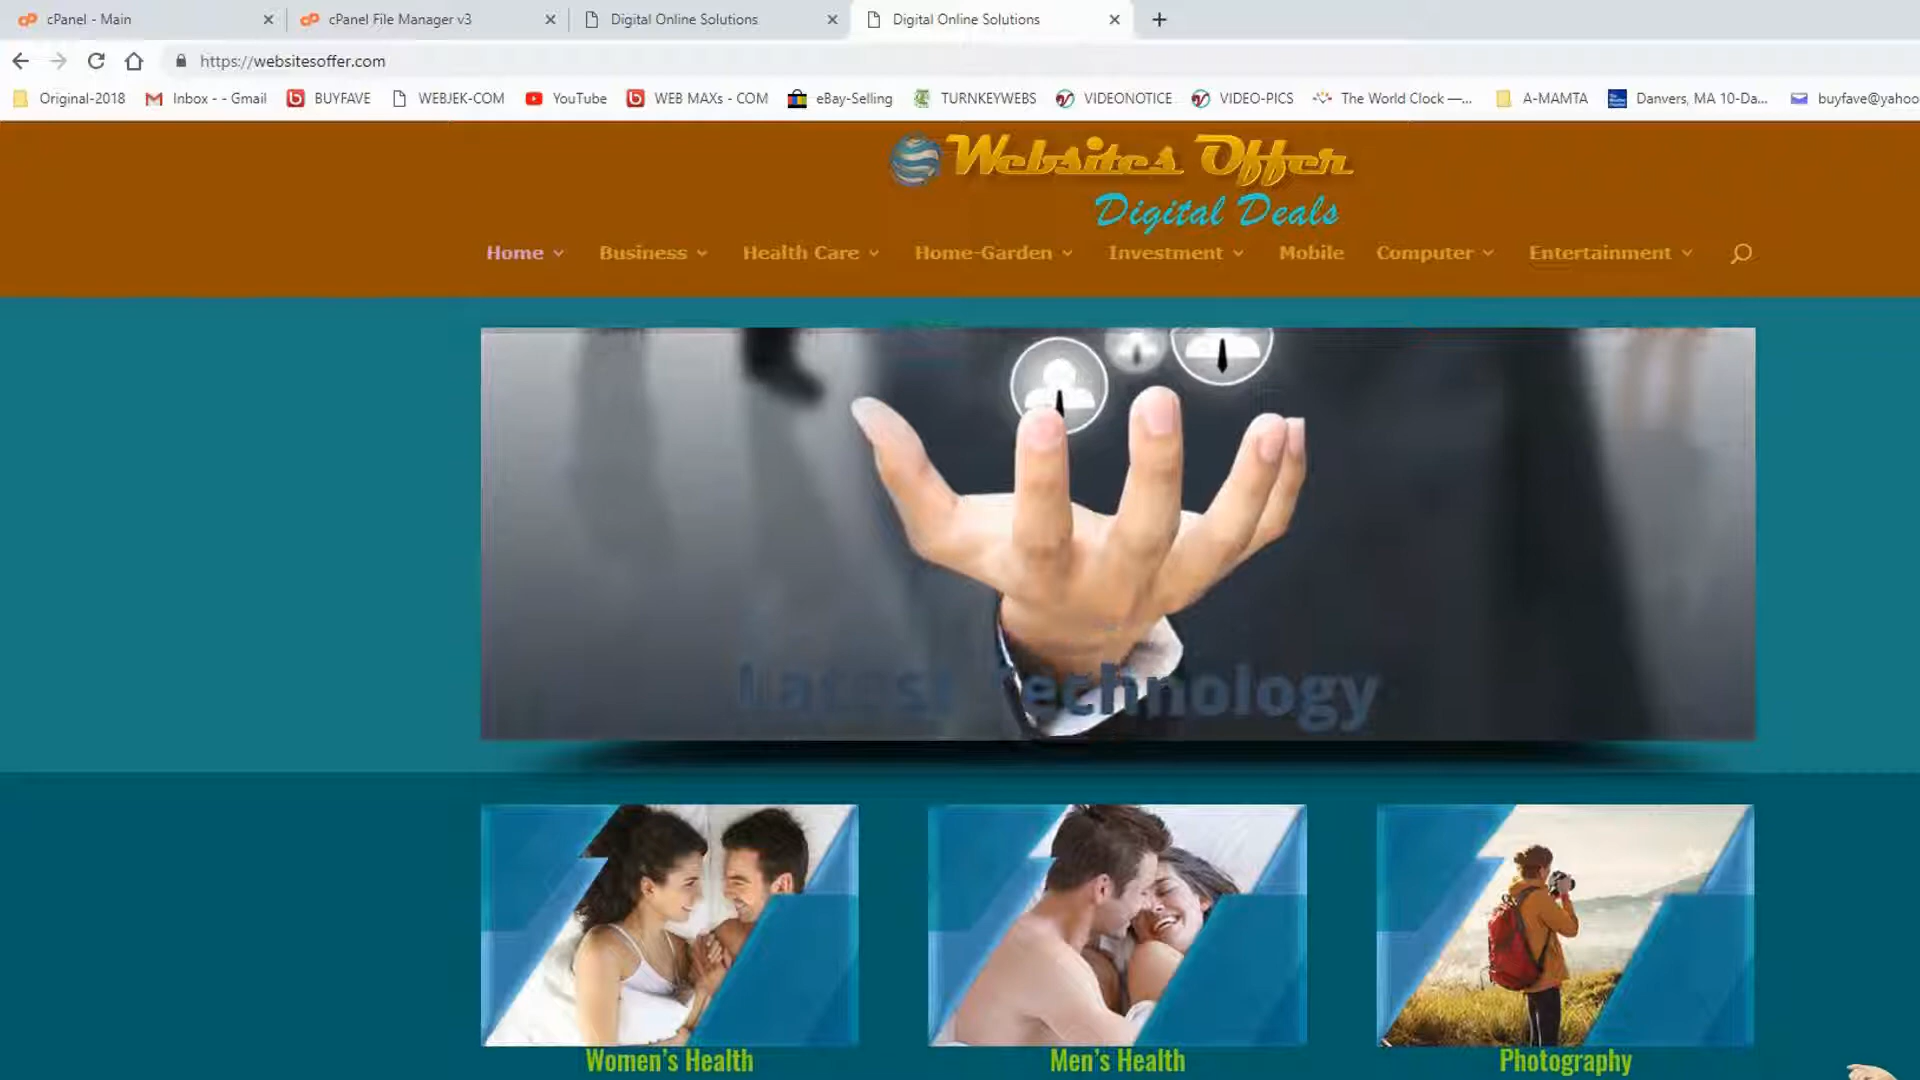 cPanel - Main
cPanel File Manager v3
Digital Online Solutions
Digital Online Solutions
https://websitesoffer.com
Original-2018
Inbox - - Gmail
BUYFAVE
WEBJEK-COM
YouTube
WEB MAXs - COM
eBay-Selling
TURNKEYWEBS
VIDEONOTICE
VIDEO-PICS
The World Clock —...
A-MAMTA
Danvers, MA 10-Da...
buyfave@yahoo
Websites Offer
Digital Deals
Home
Business
Health Care
Home-Garden
Investment
Mobile
Computer
Entertainment
Latest Technology
Women's Health
Men's Health
Photography